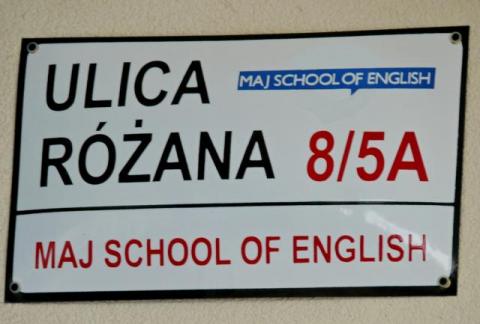 ULICA
MAJ SCHOOL OF ENGLISH
RÓŻANA 8/5A
MAJ SCHOOL OF ENGLISH